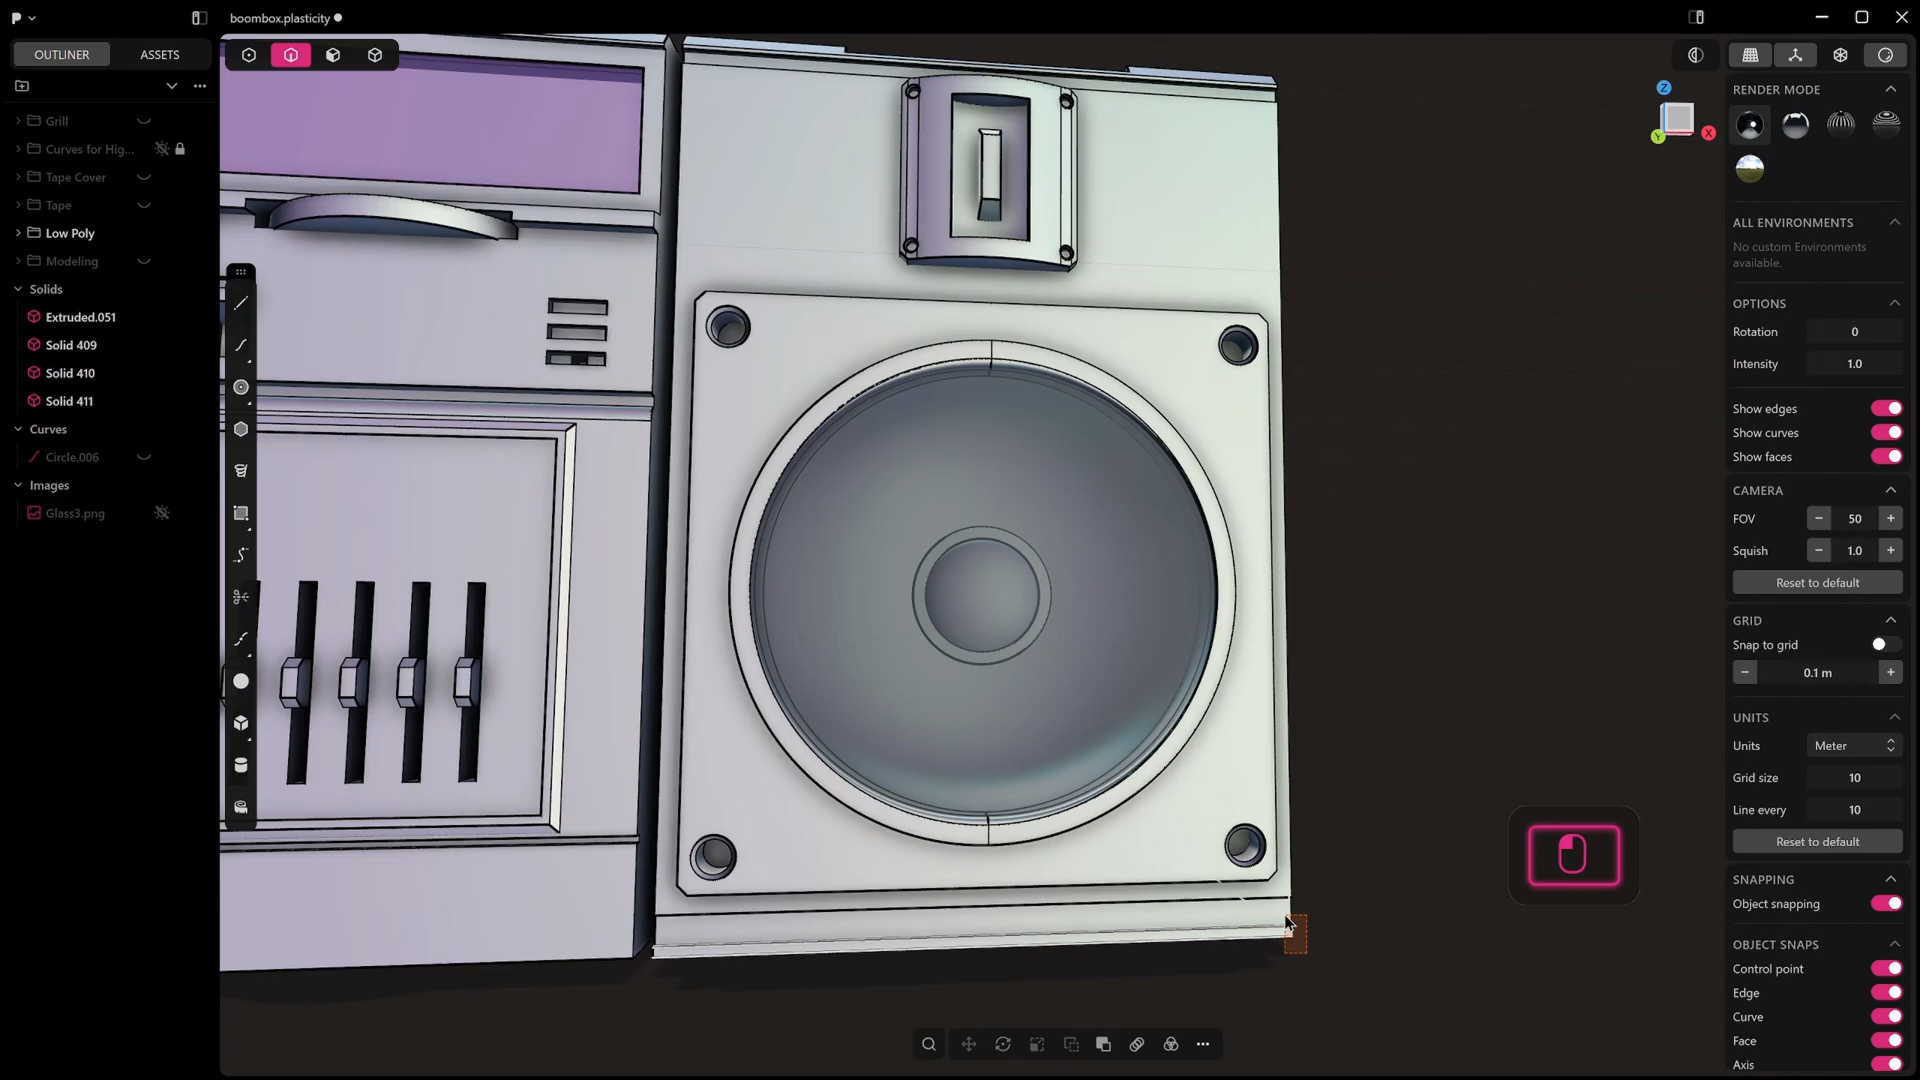 boombox.plasticity
OUTLINER
ASSETS
Grill
Curves for Hig...
Tape Cover
Tape
Low Poly
Modeling
Solids
Extruded.051
Solid 409
Solid 410
Solid 411
Curves
Circle.006
Images
Glass3.png
Z
Y
X
RENDER MODE
ALL ENVIRONMENTS
No custom Environments
available.
OPTIONS
Rotation 0
Intensity 1.0
Show edges
Show curves
Show faces
CAMERA
FOV 50
Squish 1.0
Reset to default
GRID
Snap to grid
0.1 m
UNITS
Units Meter
Grid size 10
Line every 10
Reset to default
SNAPPING
Object snapping
OBJECT SNAPS
Control point
Edge
Curve
Face
Axis